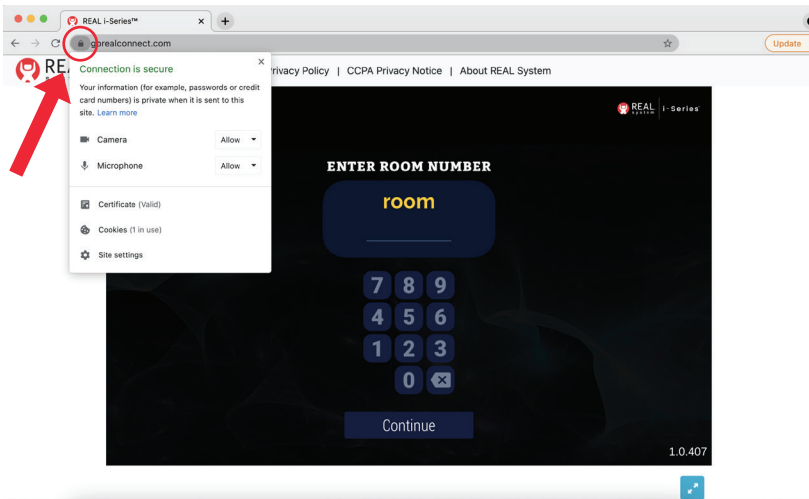 REAL i-Series™
gorealconnect.com
Update
Connection is secure
Your information (for example, passwords or credit
card numbers) is private when it is sent to this
site. Learn more
Camera Allow
Microphone Allow
Certificate (Valid)
Cookies (1 in use)
Site settings
Privacy Policy | CCPA Privacy Notice | About REAL System
REAL
system
i-Series
ENTER ROOM NUMBER
room
7 8 9
4 5 6
1 2 3
0
Continue
1.0.407